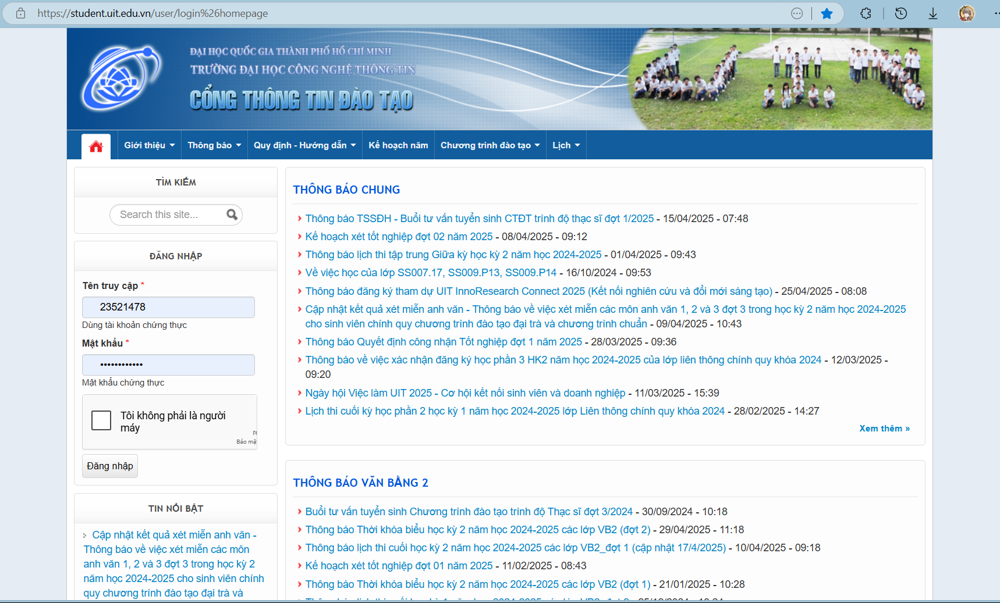 https://student.uit.edu.vn/user/login%26homepage
ĐẠI HỌC QUỐC GIA THÀNH PHỐ HỒ CHÍ MINH
TRƯỜNG ĐẠI HỌC CÔNG NGHỆ THÔNG TIN
CỔNG THÔNG TIN ĐÀO TẠO
Giới thiệu Thông báo Quy định - Hướng dẫn Kế hoạch năm Chương trình đào tạo Lịch
TÌM KIẾM
Search this site...
ĐĂNG NHẬP
Tên truy cập *
23521478
Dùng tài khoản chứng thực
Mật khẩu *
••••••••••••
Mật khẩu chứng thực
Tôi không phải là người
máy
re
Bảo mật
Đăng nhập
TIN NỔI BẬT
Cập nhật kết quả xét miễn anh văn -
Thông báo về việc xét miễn các môn
anh văn 1, 2 và 3 đợt 3 trong học kỳ 2
năm học 2024-2025 cho sinh viên chính
quy chương trình đào tạo đại trà và
THÔNG BÁO CHUNG
Thông báo TSSĐH - Buổi tư vấn tuyển sinh CTĐT trình độ thạc sĩ đợt 1/2025 - 15/04/2025 - 07:48
Kế hoạch xét tốt nghiệp đợt 02 năm 2025 - 08/04/2025 - 09:12
Thông báo lịch thi tập trung Giữa kỳ học kỳ 2 năm học 2024-2025 - 01/04/2025 - 09:43
Về việc học của lớp SS007.17, SS009.P13, SS009.P14 - 16/10/2024 - 09:53
Thông báo đăng ký tham dự UIT InnoResearch Connect 2025 (Kết nối nghiên cứu và đổi mới sáng tạo) - 25/04/2025 - 08:08
Cập nhật kết quả xét miễn anh văn - Thông báo về việc xét miễn các môn anh văn 1, 2 và 3 đợt 3 trong học kỳ 2 năm học 2024-2025
cho sinh viên chính quy chương trình đào tạo đại trà và chương trình chuẩn - 09/04/2025 - 10:43
Thông báo Quyết định công nhận Tốt nghiệp đợt 1 năm 2025 - 28/03/2025 - 09:36
Thông báo về việc xác nhận đăng ký học phần 3 HK2 năm học 2024-2025 của lớp liên thông chính quy khóa 2024 - 12/03/2025 -
09:20
Ngày hội Việc làm UIT 2025 - Cơ hội kết nối sinh viên và doanh nghiệp - 11/03/2025 - 15:39
Lịch thi cuối kỳ học phần 2 học kỳ 1 năm học 2024-2025 lớp Liên thông chính quy khóa 2024 - 28/02/2025 - 14:27
Xem thêm »
THÔNG BÁO VĂN BẰNG 2
Buổi tư vấn tuyển sinh Chương trình đào tạo trình độ Thạc sĩ đợt 3/2024 - 30/09/2024 - 10:18
Thông báo Thời khóa biểu học kỳ 2 năm học 2024-2025 các lớp VB2 (đợt 2) - 29/04/2025 - 11:18
Thông báo lịch thi cuối học kỳ 2 năm học 2024-2025 các lớp VB2_đợt 1 (cập nhật 17/4/2025) - 10/04/2025 - 09:18
Kế hoạch xét tốt nghiệp đợt 01 năm 2025 - 11/02/2025 - 08:43
Thông báo Thời khóa biểu học kỳ 2 năm học 2024-2025 các lớp VB2 (đợt 1) - 21/01/2025 - 10:28